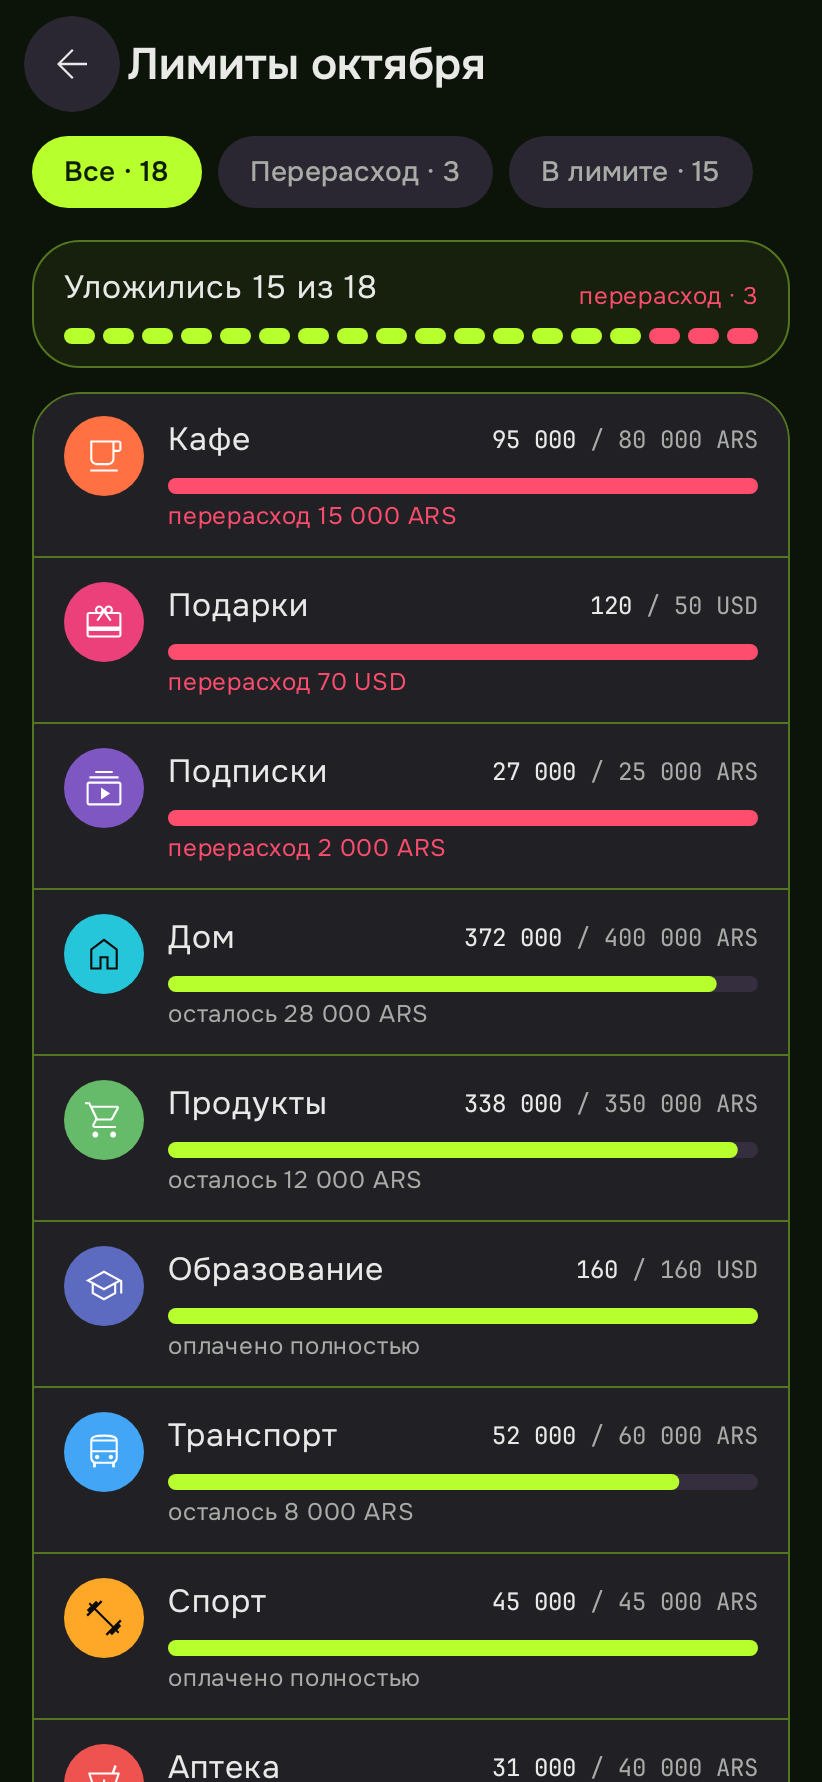 Лимиты октября
Все · 18
Перерасход · 3
В лимите · 15
Уложились 15 из 18
перерасход · 3
Кафе
95 000 / 80 000 ARS
перерасход 15 000 ARS
Подарки
120 / 50 USD
перерасход 70 USD
Подписки
27 000 / 25 000 ARS
перерасход 2 000 ARS
Дом
372 000 / 400 000 ARS
осталось 28 000 ARS
Продукты
338 000 / 350 000 ARS
осталось 12 000 ARS
Образование
160 / 160 USD
оплачено полностью
Транспорт
52 000 / 60 000 ARS
осталось 8 000 ARS
Спорт
45 000 / 45 000 ARS
оплачено полностью
Аптека
31 000 / 40 000 ARS